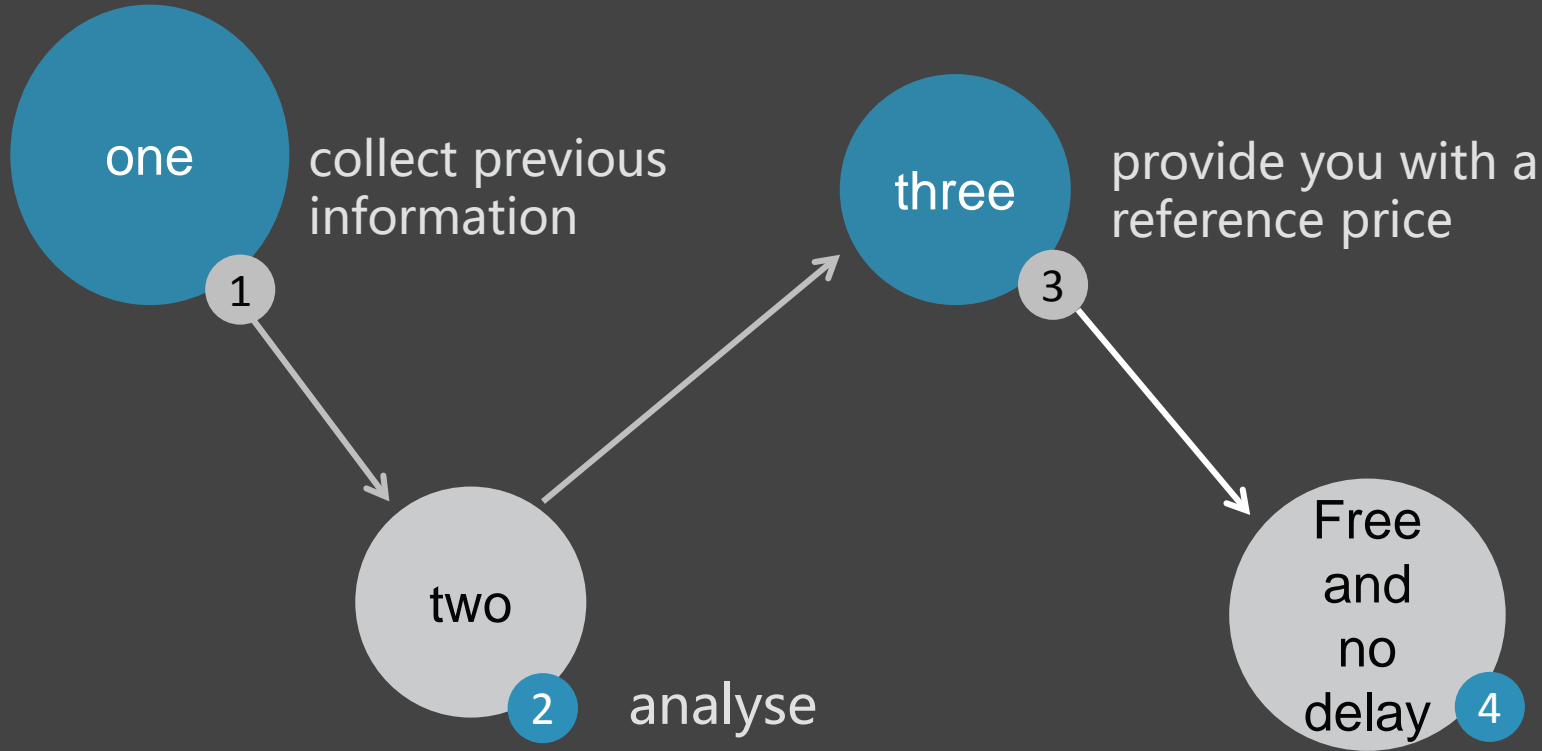 one
collect previous
information
1
two
2
analyse
three
provide you with a
reference price
3
Free
and
no
delay
4